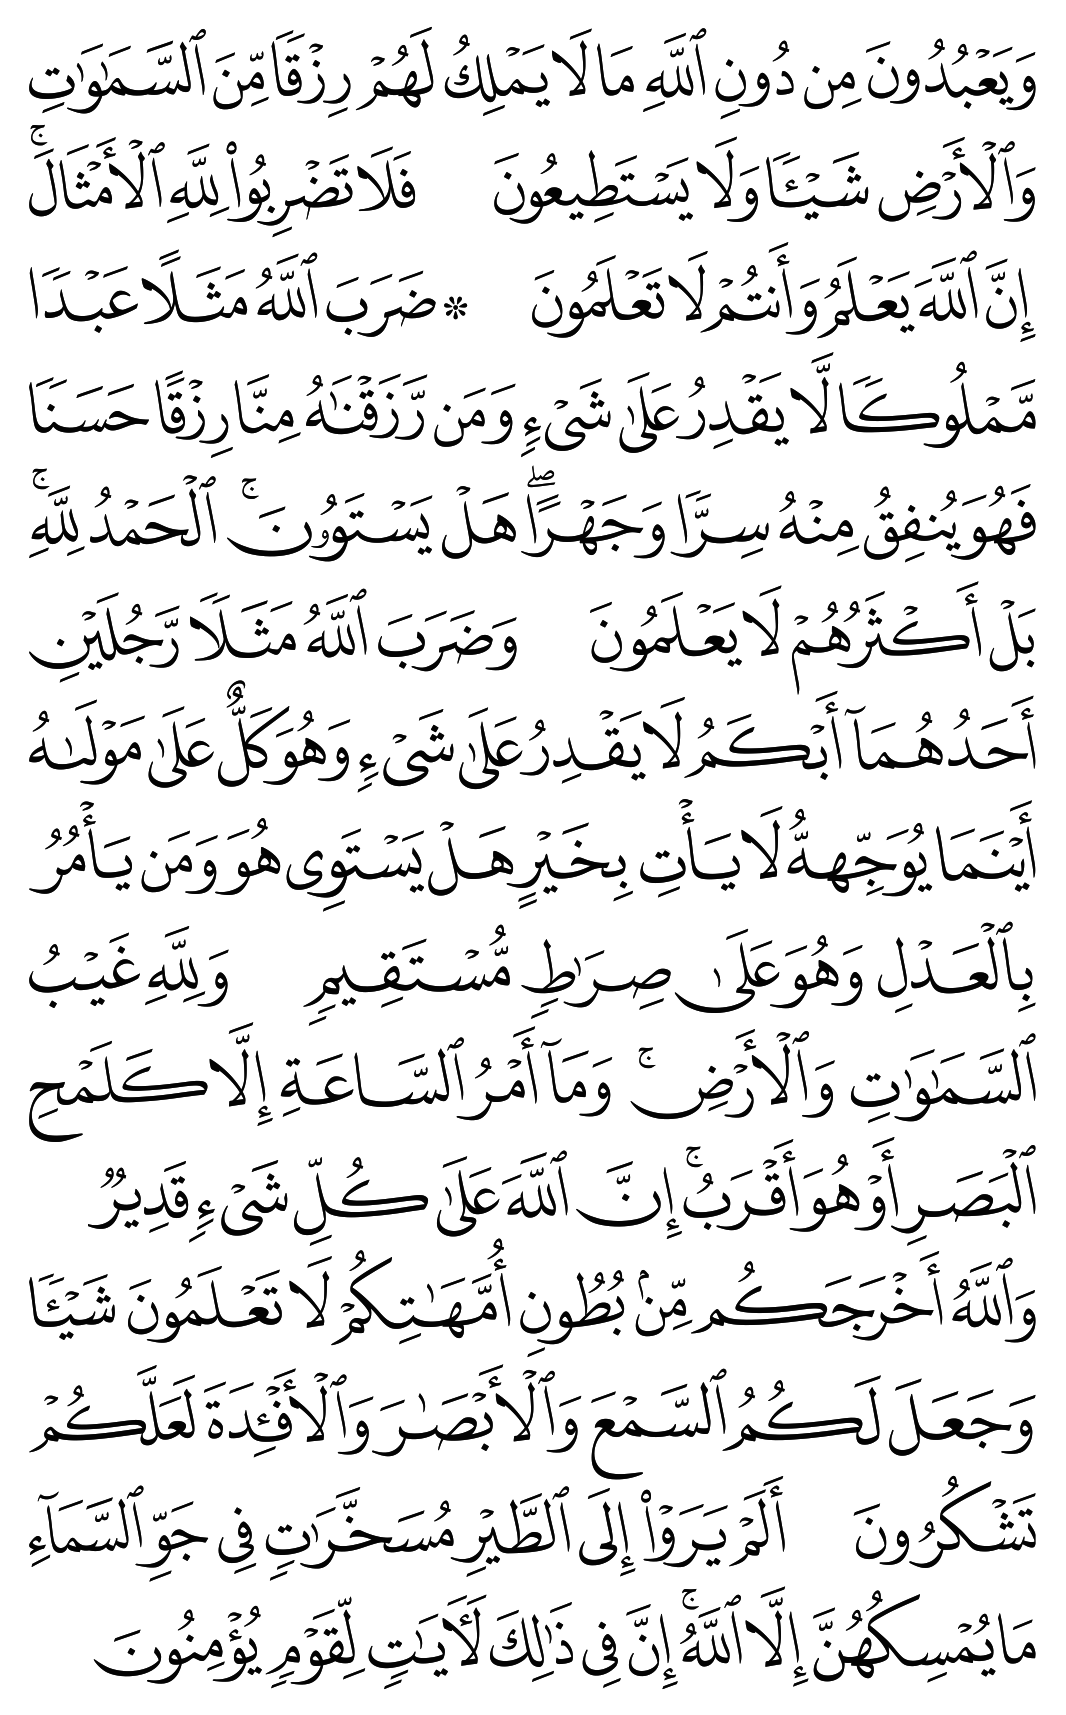 وَيَعۡبُدُونَ مِن دُونِ ٱللَّهِ مَا لَا يَمۡلِكُ لَهُمۡ رِزۡقٗا مِّنَ ٱلسَّمَٰوَٰتِ
وَٱلۡأَرۡضِ شَيۡـٔٗا وَلَا يَسۡتَطِيعُونَ فَلَا تَضۡرِبُواْ لِلَّهِ ٱلۡأَمۡثَالَۚ
إِنَّ ٱللَّهَ يَعۡلَمُ وَأَنتُمۡ لَا تَعۡلَمُونَ ۞ ضَرَبَ ٱللَّهُ مَثَلًا عَبۡدٗا
مَّمۡلُوكٗا لَّا يَقۡدِرُ عَلَىٰ شَيۡءٖ وَمَن رَّزَقۡنَٰهُ مِنَّا رِزۡقًا حَسَنٗا
فَهُوَ يُنفِقُ مِنۡهُ سِرّٗا وَجَهۡرًاۖ هَلۡ يَسۡتَوُۥنَۚ ٱلۡحَمۡدُ لِلَّهِۚ
بَلۡ أَكۡثَرُهُمۡ لَا يَعۡلَمُونَ وَضَرَبَ ٱللَّهُ مَثَلٗا رَّجُلَيۡنِ
أَحَدُهُمَآ أَبۡكَمُ لَا يَقۡدِرُ عَلَىٰ شَيۡءٖ وَهُوَ كَلٌّ عَلَىٰ مَوۡلَىٰهُ
أَيۡنَمَا يُوَجِّههُّ لَا يَأۡتِ بِخَيۡرٍ هَلۡ يَسۡتَوِي هُوَ وَمَن يَأۡمُرُ
بِٱلۡعَدۡلِ وَهُوَ عَلَىٰ صِرَٰطٖ مُّسۡتَقِيمٖ وَلِلَّهِ غَيۡبُ
ٱلسَّمَٰوَٰتِ وَٱلۡأَرۡضِۚ وَمَآ أَمۡرُ ٱلسَّاعَةِ إِلَّا كَلَمۡحِ
ٱلۡبَصَرِ أَوۡ هُوَ أَقۡرَبُۚ إِنَّ ٱللَّهَ عَلَىٰ كُلِّ شَيۡءٖ قَدِيرٞ
وَٱللَّهُ أَخۡرَجَكُم مِّنۢ بُطُونِ أُمَّهَٰتِكُمۡ لَا تَعۡلَمُونَ شَيۡـٔٗا
وَجَعَلَ لَكُمُ ٱلسَّمۡعَ وَٱلۡأَبۡصَٰرَ وَٱلۡأَفۡـِٔدَةَ لَعَلَّكُمۡ
تَشۡكُرُونَ أَلَمۡ يَرَوۡاْ إِلَى ٱلطَّيۡرِ مُسَخَّرَٰتٖ فِي جَوِّ ٱلسَّمَآءِ
مَا يُمۡسِكُهُنَّ إِلَّا ٱللَّهُۚ إِنَّ فِي ذَٰلِكَ لَأٓيَٰتٖ لِّقَوۡمٖ يُؤۡمِنُونَ